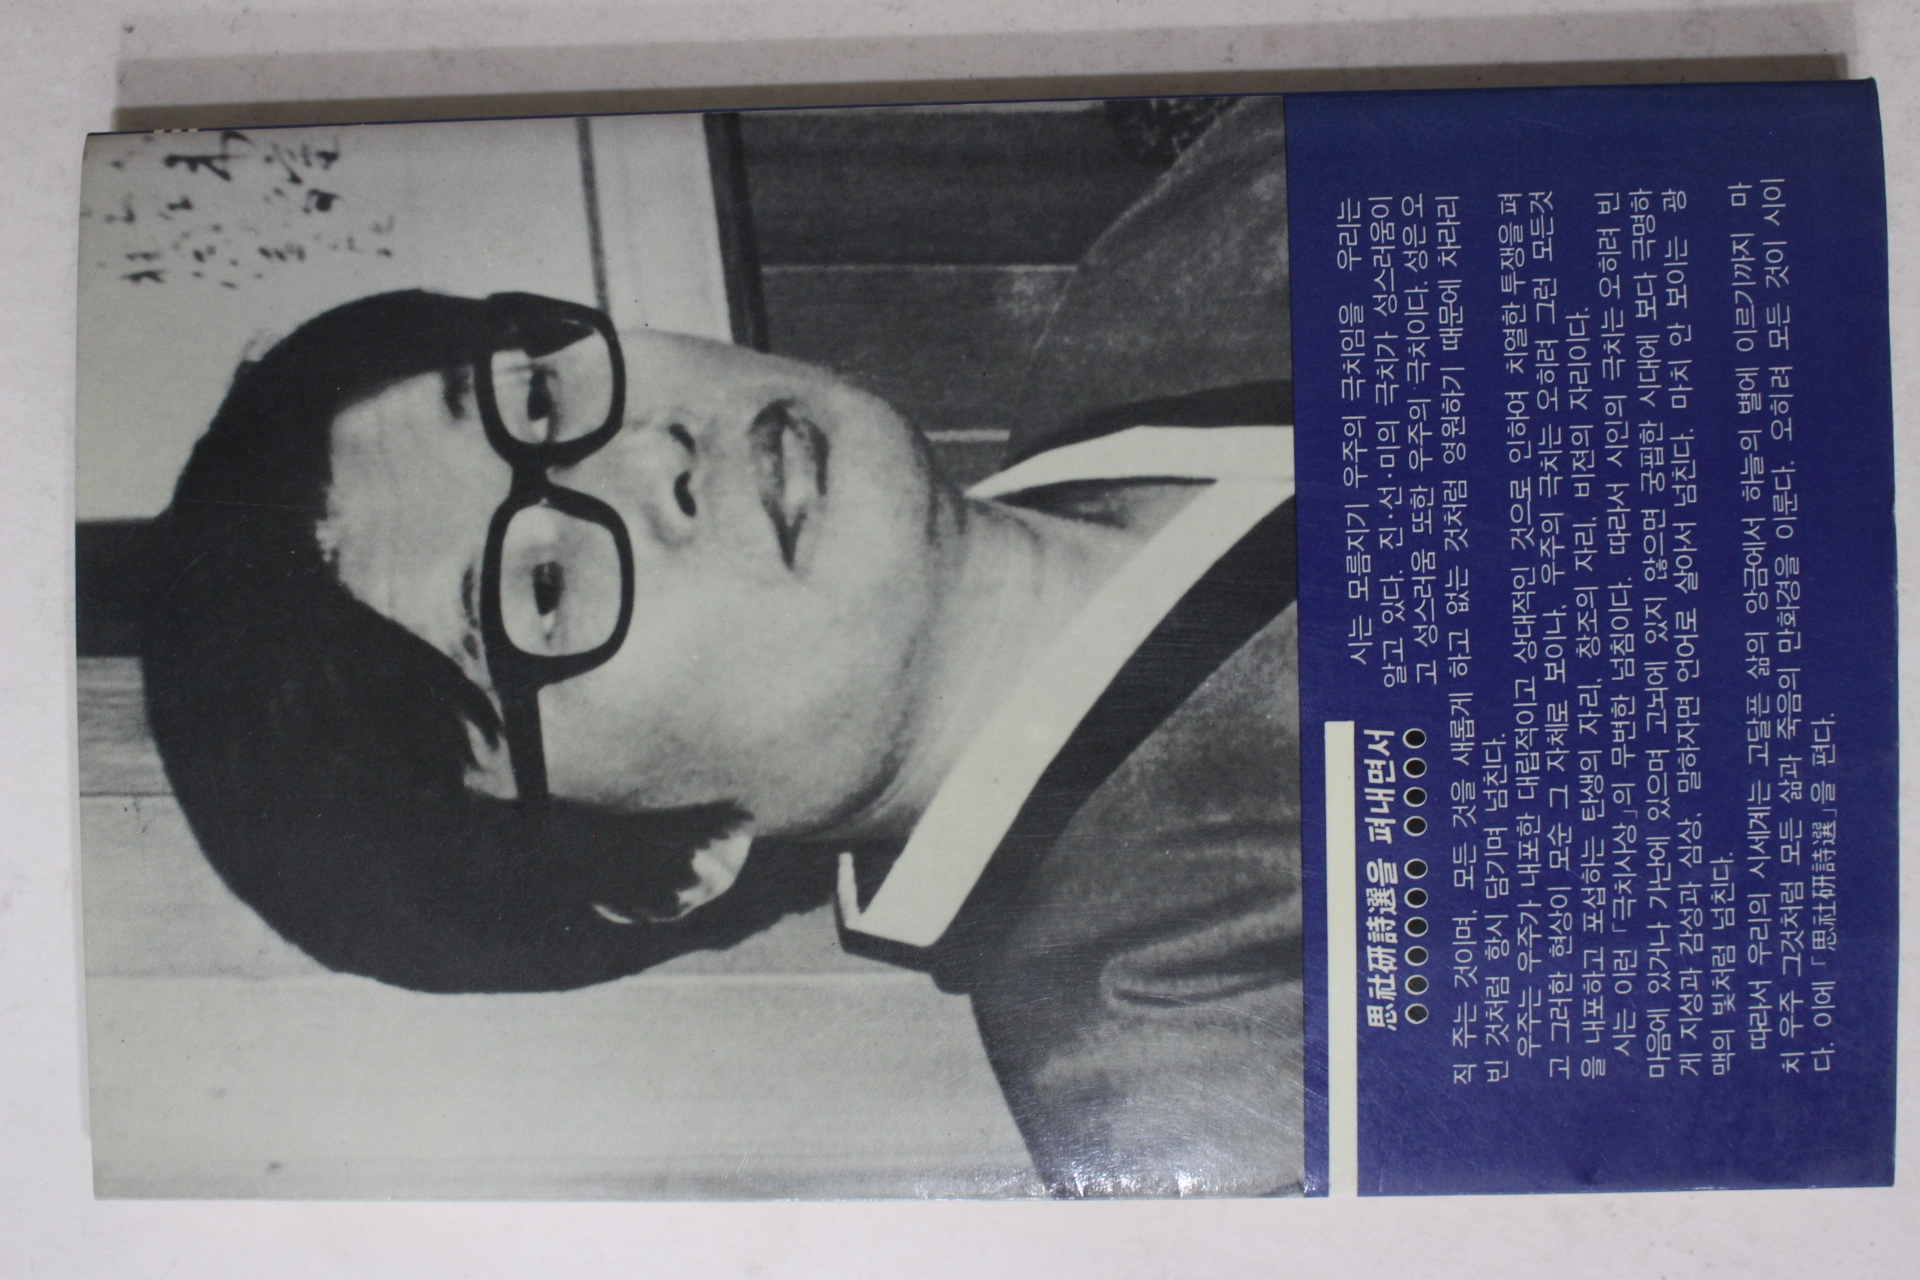 思社研詩選을 펴내면서
시는 모름지기 우주의 극치임을 우리는
알고 있다. 진·선·미의 극치가 성스러움이
고 성스러움 또한 우주의 극치이다. 성은 오
직 주는 것이며, 모든 것을 새롭게 하고 없는 것처럼 영원하기 때문에 차라리
빈 것처럼 항시 담기며 넘친다.
우주는 우주가 내포한 대립적이고 상대적인 것으로 인하여 치열한 투쟁을 펴
고 그러한 현상이 모순 그 자체로 보이나, 우주의 극치는 오히려 그런 모든것
을 내포하고 포섭하는 탄생의 자리, 창조의 자리, 비젼의 자리이다.
시는 이런 「극치사상」의 무변한 넘침이다. 따라서 시인의 극치는 오히려 빈
마음에 있거나 가난에 있으며 고뇌에 있지 않으면 궁핍한 시대에 보다 극명하
게 지성과 감성과 심상, 말하자면 언어로 살아서 넘친다. 마치 안 보이는 광
맥의 빛처럼 넘친다.
따라서 우리의 시세계는 고달픈 삶의 앙금에서 하늘의 별에 이르기까지 마
치 우주 그것처럼 모든 삶과 죽음의 만화경을 이룬다. 오히려 모든 것이 시이
다. 이에 「思社研詩選」을 편다.